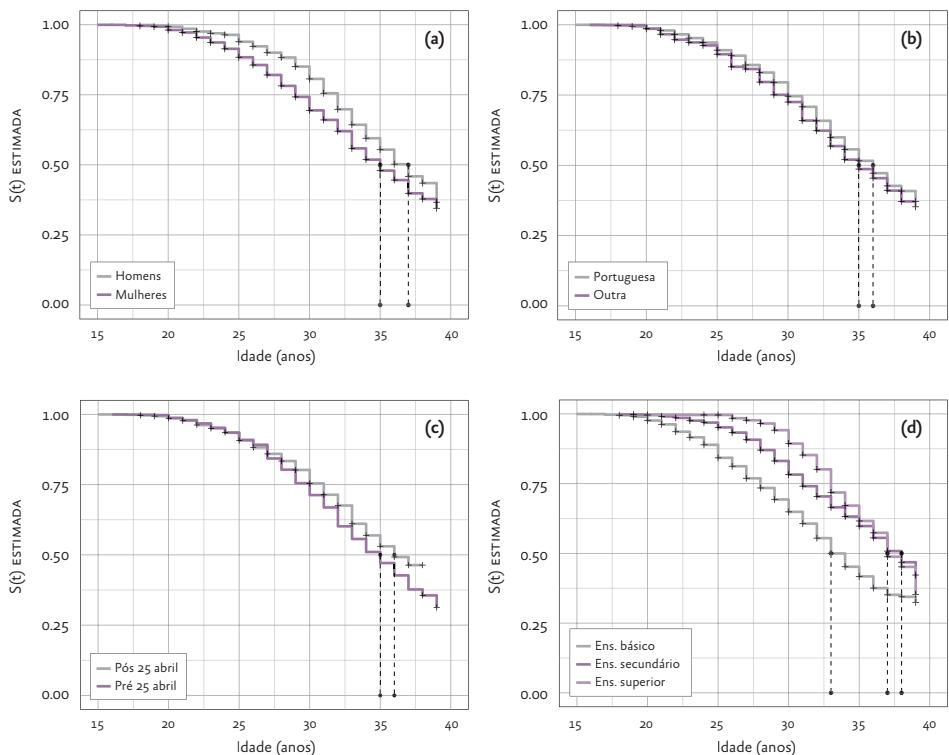 1.00
0.75
0.50
0.25
0.00
S(t) ESTIMADA
(a)
Homens
Mulheres
15 20 25 30 35 40
Idade (anos)
1.00
0.75
0.50
0.25
0.00
S(t) ESTIMADA
(b)
Portuguesa
Outra
15 20 25 30 35 40
Idade (anos)
1.00
0.75
0.50
0.25
0.00
S(t) ESTIMADA
(c)
Pós 25 abril
Pré 25 abril
15 20 25 30 35 40
Idade (anos)
1.00
0.75
0.50
0.25
0.00
S(t) ESTIMADA
(d)
Ens. básico
Ens. secundário
Ens. superior
15 20 25 30 35 40
Idade (anos)